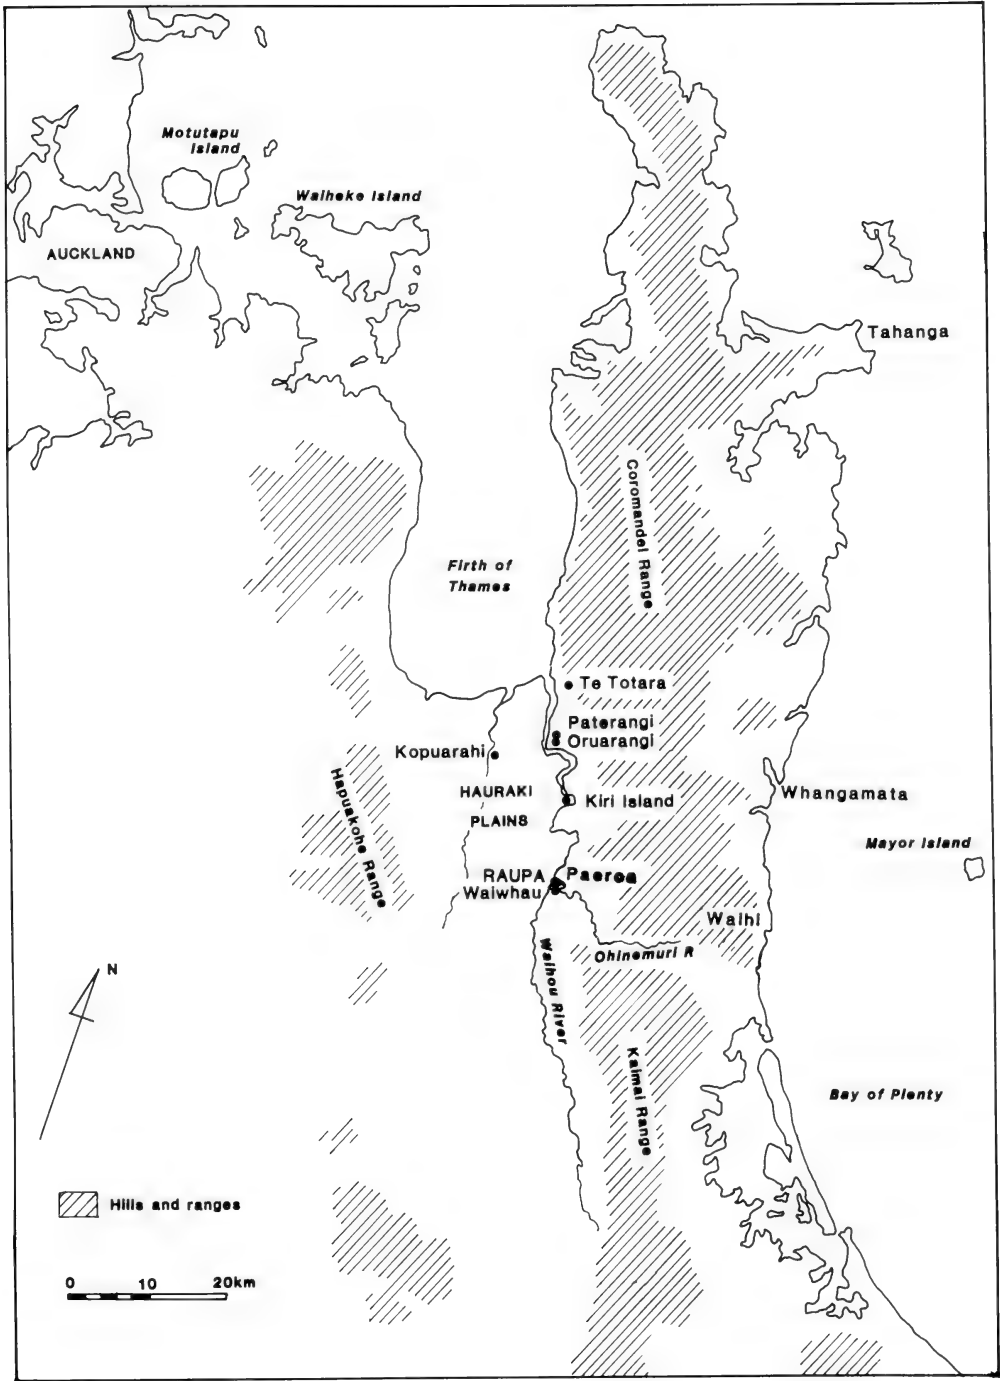 Motutapu
Island
Waiheke Island
AUCKLAND
Tahanga
Coromandel Range
Firth of
Thames
Te Totara
Paterangi
Oruarangi
Kopuarahi
HAURAKI
PLAINS
Kiri Island
Whangamata
Mayor Island
Hapuakohe Range
RAUPA
Paeroa
Waiwhau
Waihi
Ohinemuri R
N
Waihou River
Kaimai Range
Bay of Plenty
Hills and ranges
0 10 20km